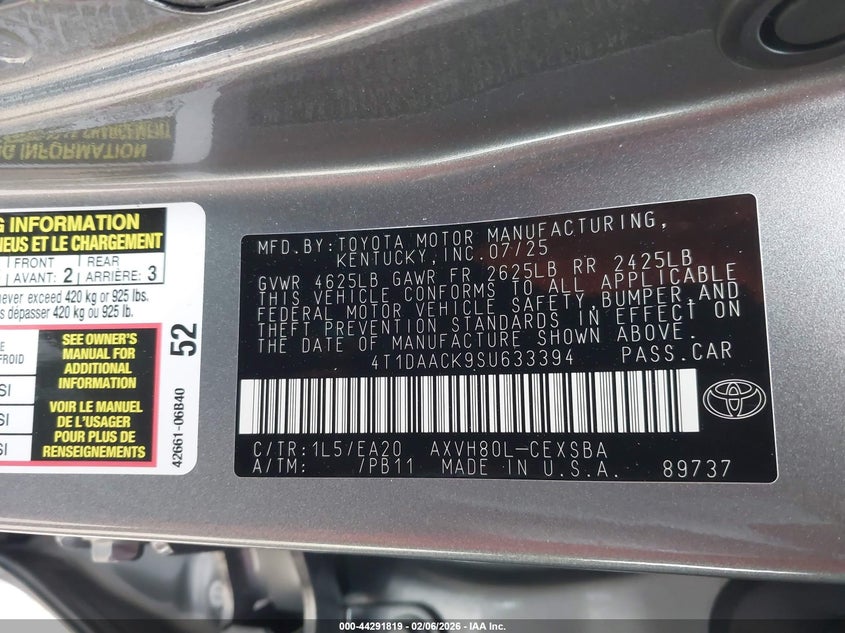 G INFORMATION
NEUS ET LE CHARGEMENT
FRONT
REAR
AVANT: 2
ARRIÈRE: 3
never exceed 420 kg or 925 lbs.
dépasser 420 kg ou 925 lb.
SEE OWNER'S
MANUAL FOR
ADDITIONAL
INFORMATION
VOIR LE MANUEL
DE L'USAGER
POUR PLUS DE
RENSEIGNEMENTS
52
42661-06B40
MFD.BY:TOYOTA MOTOR MANUFACTURING,
KENTUCKY,INC.07/25
GVWR 4625LB GAWR FR 2625LB RR 2425LB
THIS VEHICLE CONFORMS TO ALL APPLICABLE
FEDERAL MOTOR VEHICLE SAFETY,BUMPER,AND
THEFT PREVENTION STANDARDS IN EFFECT ON
THE DATE OF MANUFACTURE SHOWN ABOVE.
4T1DAACK9SU633394 PASS.CAR
C/TR:1L5/EA20 AXVH80L-CEXSBA
A/TM: /PB11 MADE IN U.S.A. 89737
000-44291819 - 02/06/2026 - IAA Inc.